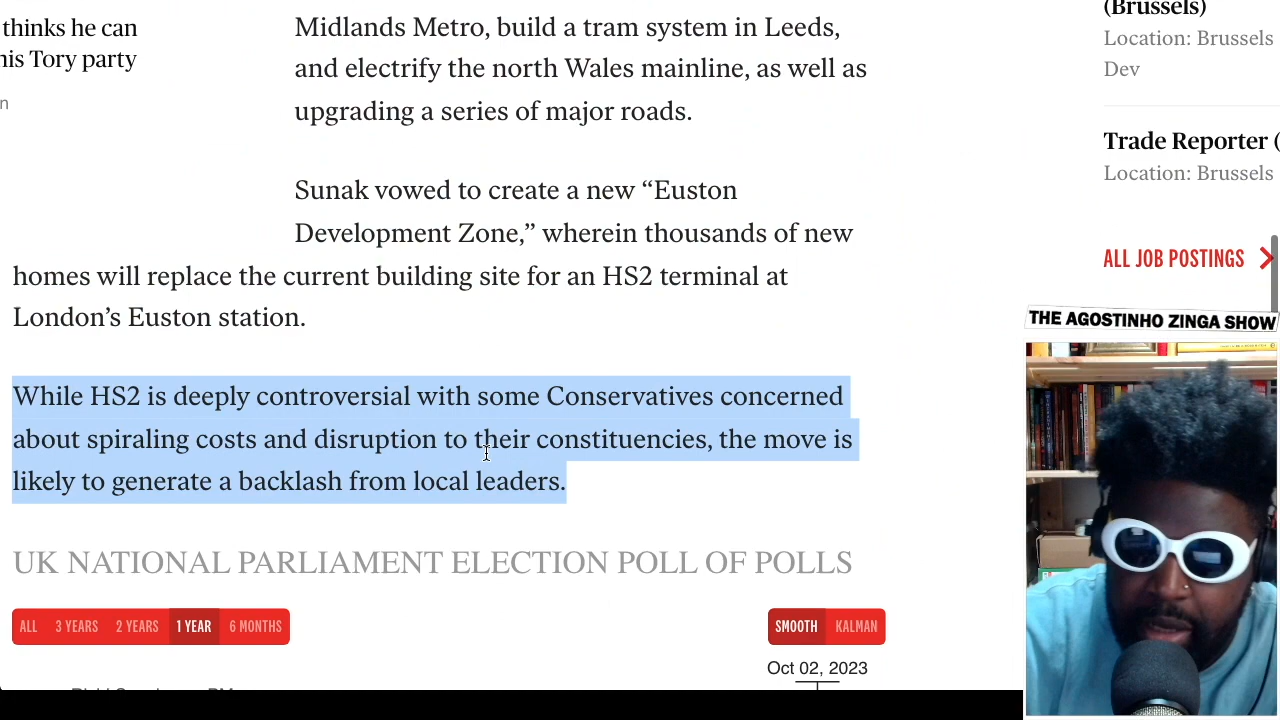 thinks he can
his Tory party
n
Midlands Metro, build a tram system in Leeds,
and electrify the north Wales mainline, as well as
upgrading a series of major roads.
Sunak vowed to create a new “Euston
Development Zone,” wherein thousands of new
homes will replace the current building site for an HS2 terminal at
London’s Euston station.
While HS2 is deeply controversial with some Conservatives concerned
about spiraling costs and disruption to their constituencies, the move is
likely to generate a backlash from local leaders.
UK NATIONAL PARLIAMENT ELECTION POLL OF POLLS
ALL 3 YEARS 2 YEARS 1 YEAR 6 MONTHS
SMOOTH KALMAN
Oct 02, 2023
(Brussels)
Location: Brussels
Dev
Trade Reporter (
Location: Brussels
ALL JOB POSTINGS
THE AGOSTINHO ZINGA SHOW